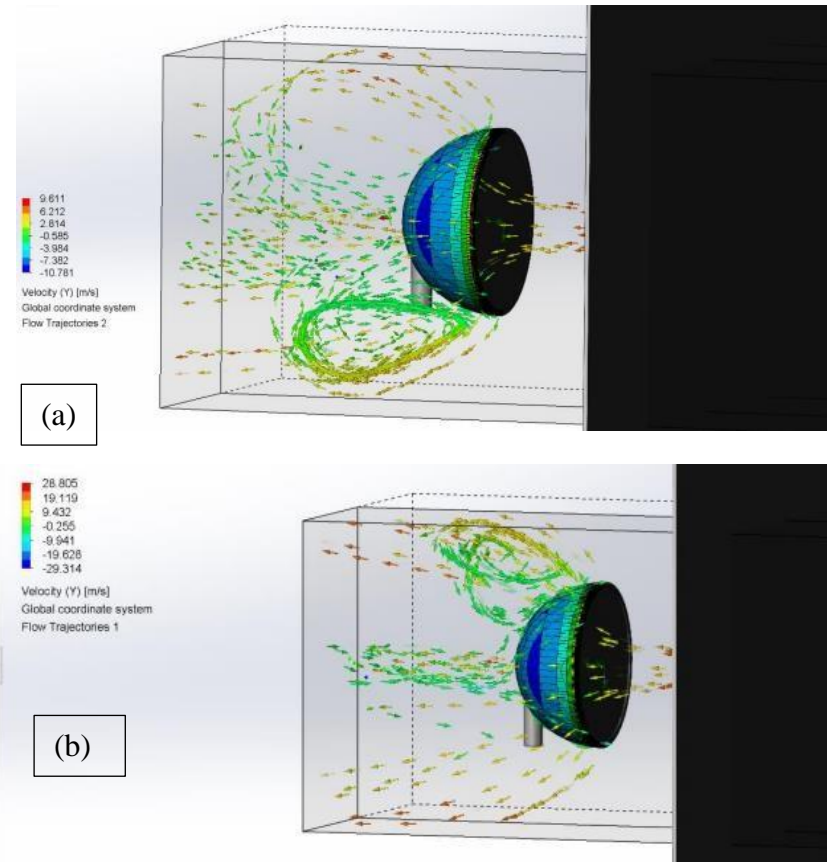 9.611
6.212
2.814
-0.585
-3.984
-7.382
-10.781
Velocity (Y) [m/s]
Global coordinate system
Flow Trajectories 2
(a)
28.805
19.119
9.432
-0.255
-9.941
-19.628
-29.314
Velocity (Y) [m/s]
Global coordinate system
Flow Trajectories 1
(b)